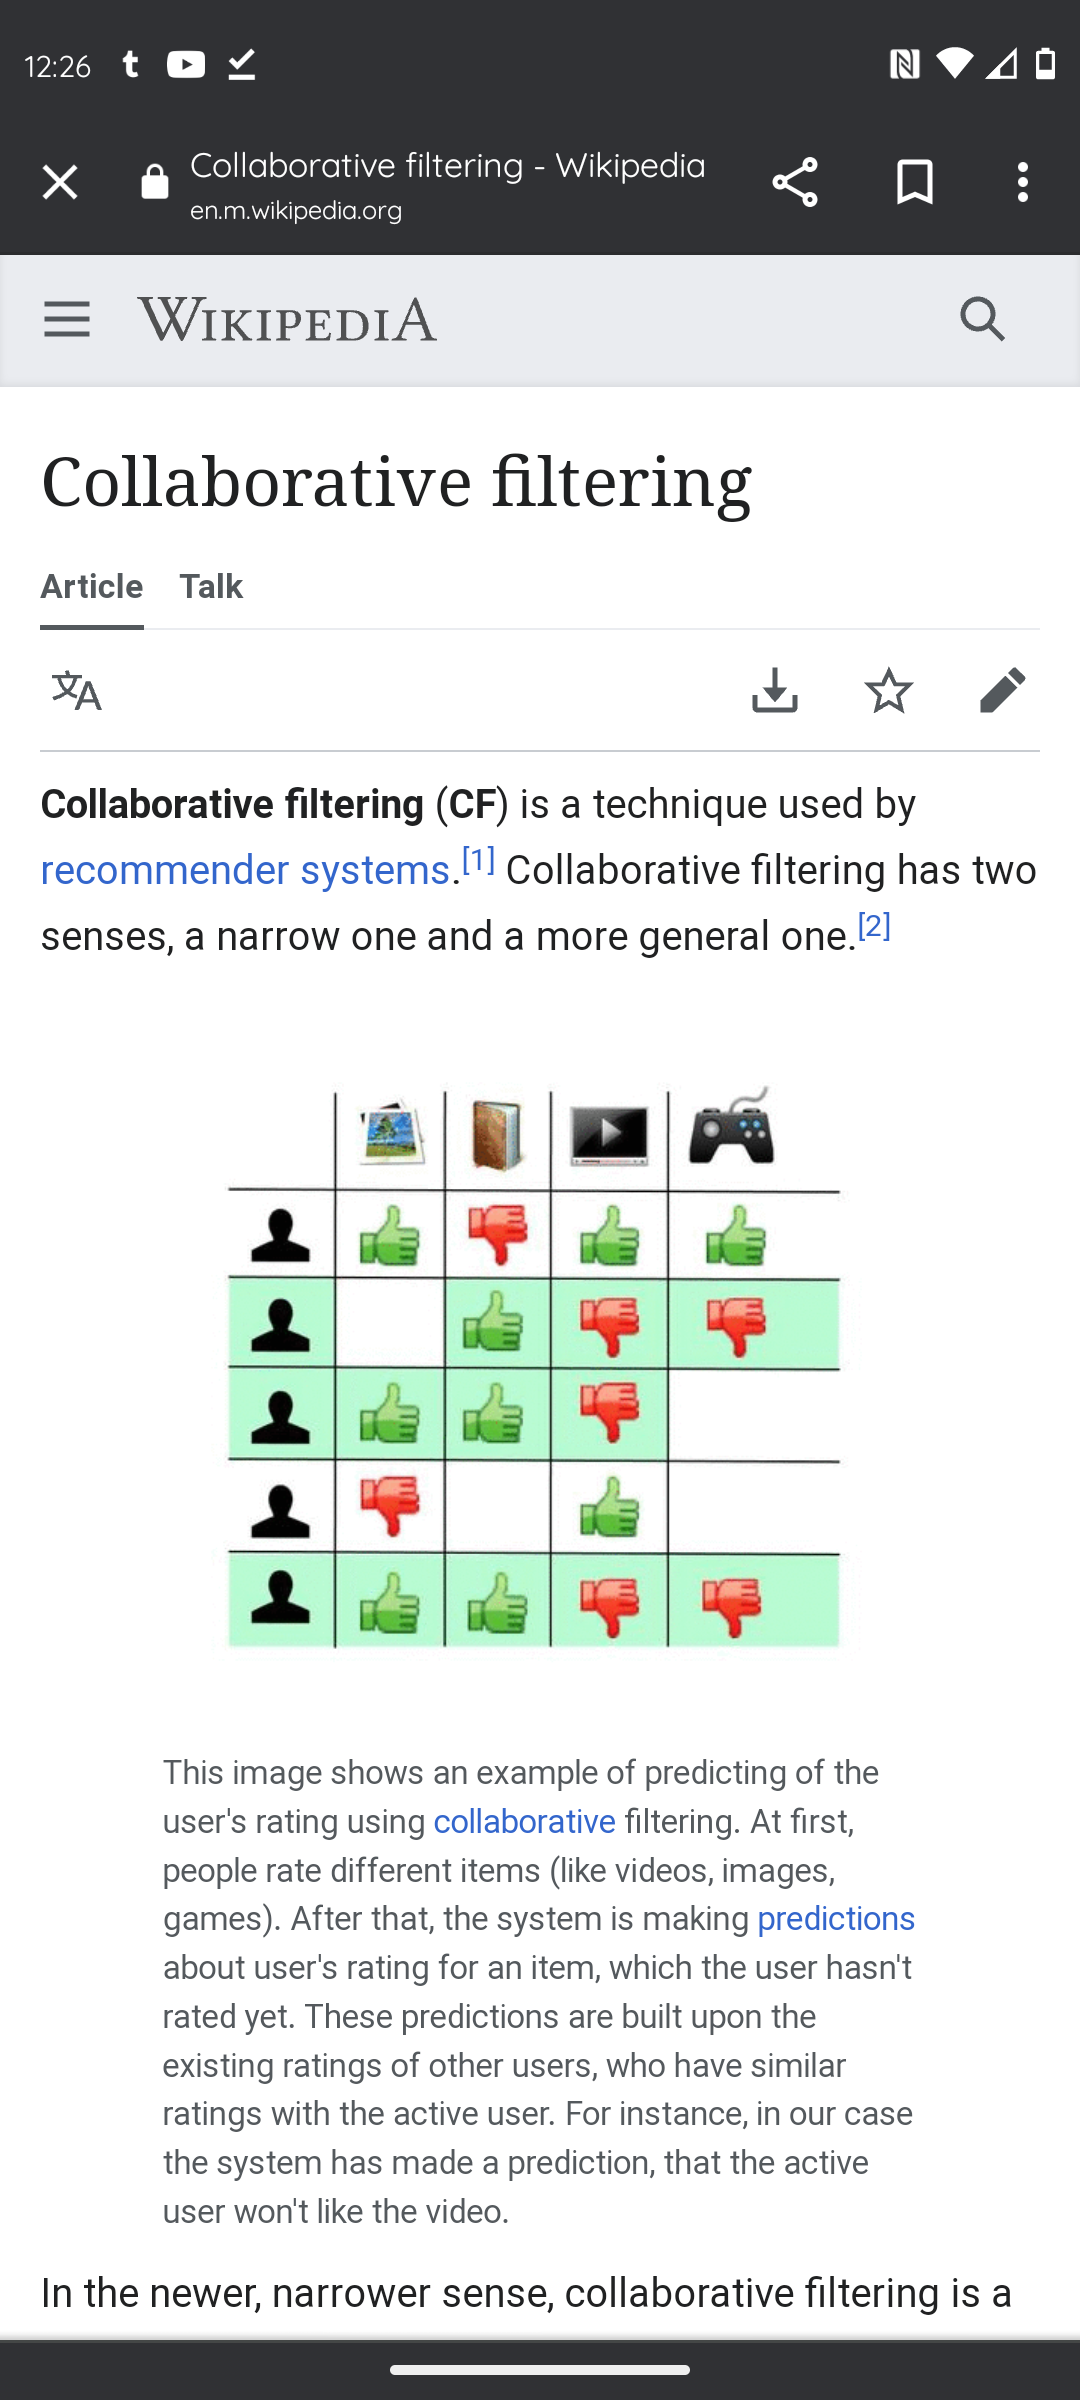 12:26
Collaborative filtering - Wikipedia
en.m.wikipedia.org
WIKIPEDIA
Collaborative filtering
Article Talk
Collaborative filtering (CF) is a technique used by
recommender systems.[1] Collaborative filtering has two
senses, a narrow one and a more general one.[2]
This image shows an example of predicting of the
user's rating using collaborative filtering. At first,
people rate different items (like videos, images,
games). After that, the system is making predictions
about user's rating for an item, which the user hasn't
rated yet. These predictions are built upon the
existing ratings of other users, who have similar
ratings with the active user. For instance, in our case
the system has made a prediction, that the active
user won't like the video.
In the newer, narrower sense, collaborative filtering is a